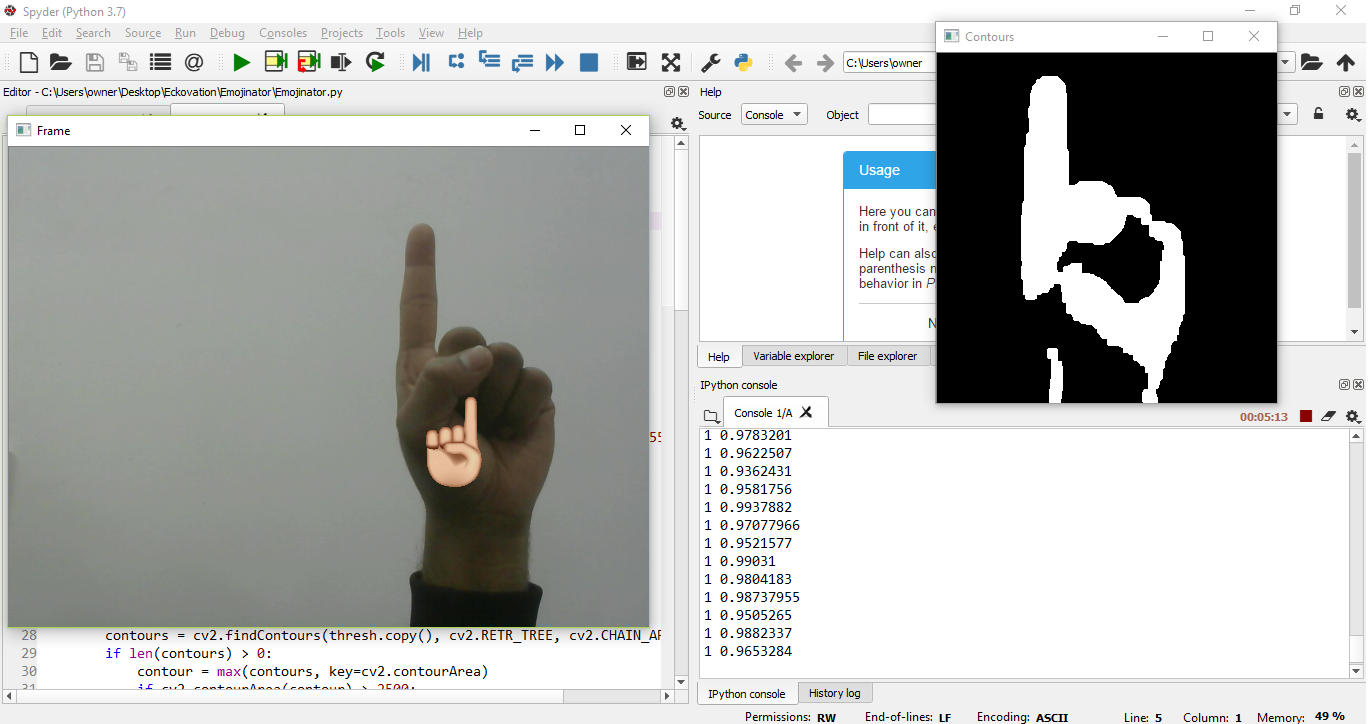 Spyder (Python 3.7)
File Edit Search Source Run Debug Consoles Projects Tools View Help
Contours
C:\Users\owner
Editor - C:\Users\owner\Desktop\Eckovation\Emojinator\Emojinator.py
Help
Source Console Object
Frame
Usage
Here you can
in front of it,
Help can also
parenthesis
behavior in
N
Help Variable explorer File explorer
IPython console
Console 1/A
00:05:13
55
1 0.9783201
1 0.9622507
1 0.9362431
1 0.9581756
1 0.9937882
1 0.97077966
1 0.9521577
1 0.99031
1 0.9804183
1 0.98737955
1 0.9505265
1 0.9882337
1 0.9653284
28 contours = cv2.findContours(thresh.copy(), cv2.RETR_TREE, cv2.CHAIN_AP
29 if len(contours) > 0:
30 contour = max(contours, key=cv2.contourArea)
31 if cv2.contourArea(contour) > 2500:
IPython console History log
Permissions: RW End-of-lines: LF Encoding: ASCII Line: 5 Column: 1 Memory: 49 %